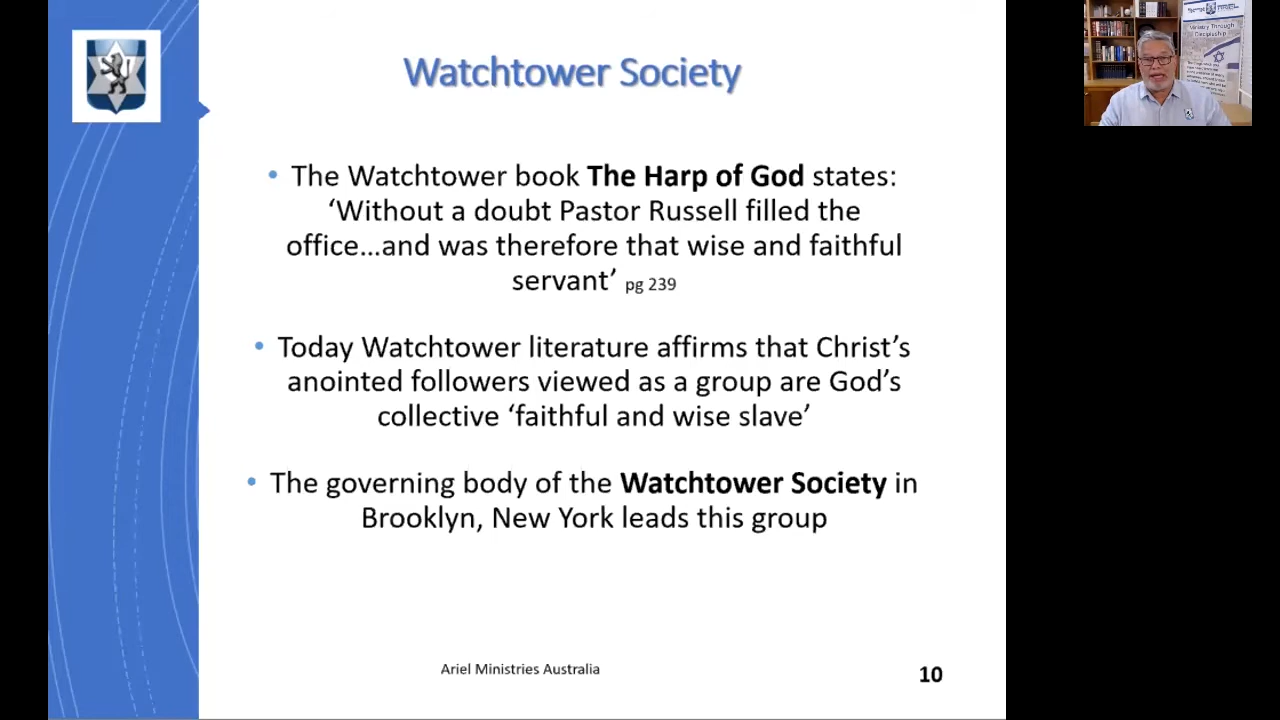 Watchtower Society
• The Watchtower book The Harp of God states:
‘Without a doubt Pastor Russell filled the
office…and was therefore that wise and faithful
servant’ pg 239
• Today Watchtower literature affirms that Christ’s
anointed followers viewed as a group are God’s
collective ‘faithful and wise slave’
• The governing body of the Watchtower Society in
Brooklyn, New York leads this group
Ariel Ministries Australia
10
Discipleship